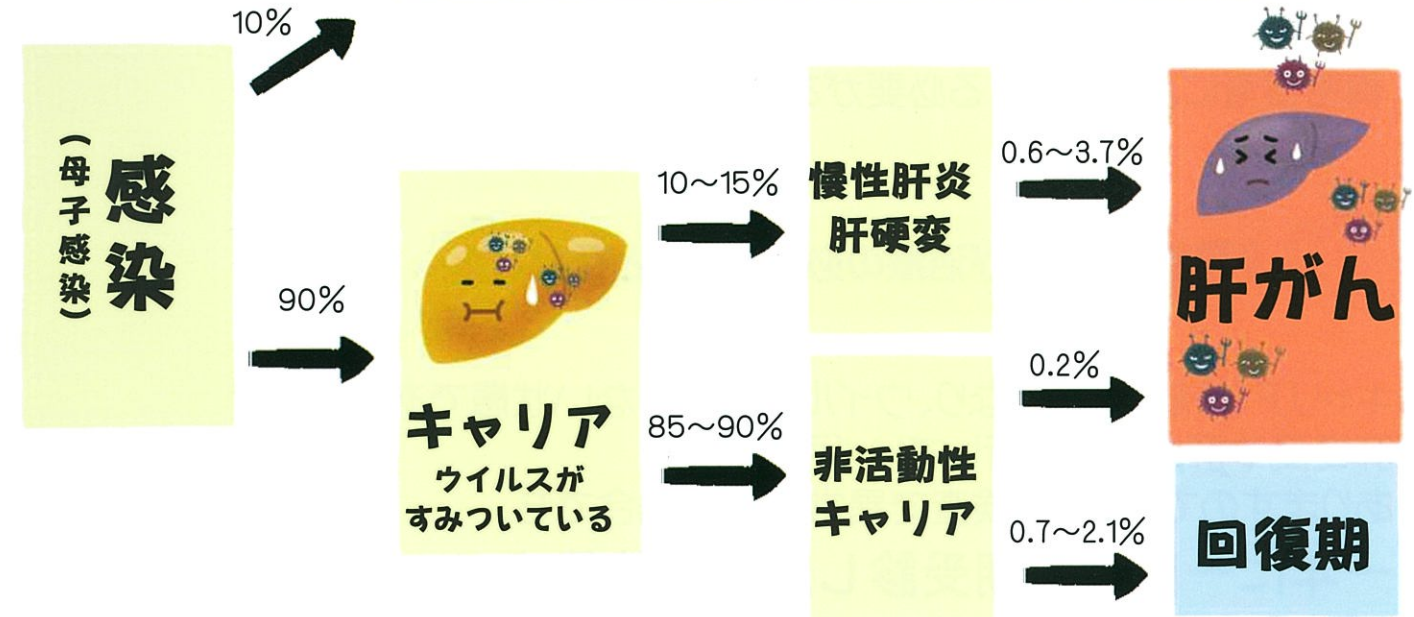 10%
感染
(母子感染)
90%
キャリア
ウイルスが
すみついている
10〜15%
85〜90%
慢性肝炎
肝硬変
非活動性
キャリア
0.6〜3.7%
0.2%
0.7〜2.1%
肝がん
回復期